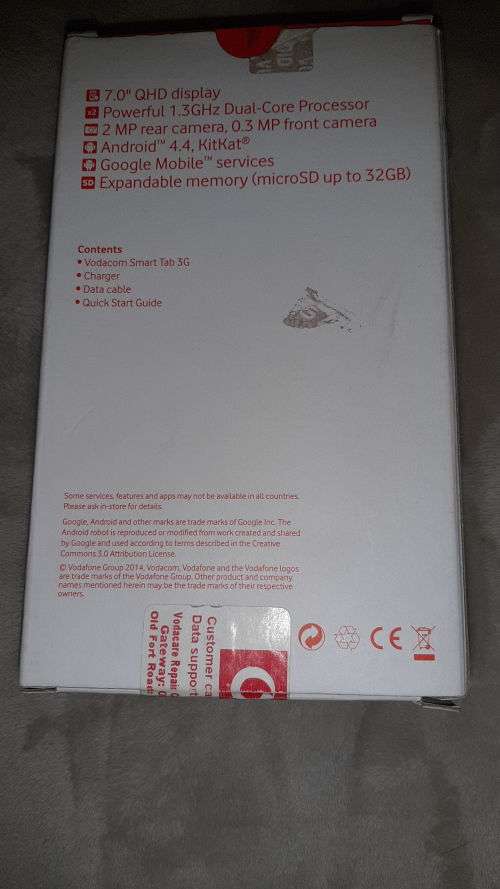 7.0" QHD display
x2 Powerful 1.3GHz Dual-Core Processor
2 MP rear camera, 0.3 MP front camera
Android™ 4.4, KitKat®
Google Mobile™ services
SD Expandable memory (microSD up to 32GB)
Contents
• Vodacom Smart Tab 3G
• Charger
• Data cable
• Quick Start Guide
Some services, features and apps may not be available in all countries.
Please ask in-store for details.
Google, Android and other marks are trade marks of Google Inc. The
Android robot is reproduced or modified from work created and shared
by Google and used according to terms described in the Creative
Commons 3.0 Attribution License.
© Vodafone Group 2014. Vodacom, Vodafone and the Vodafone logos
are trade marks of the Vodafone Group. Other product and company
names mentioned herein may be the trade marks of their respective
owners.
Customer ca
Data support
Vodacare Repair
Gateway:
Old Fort Road
CE